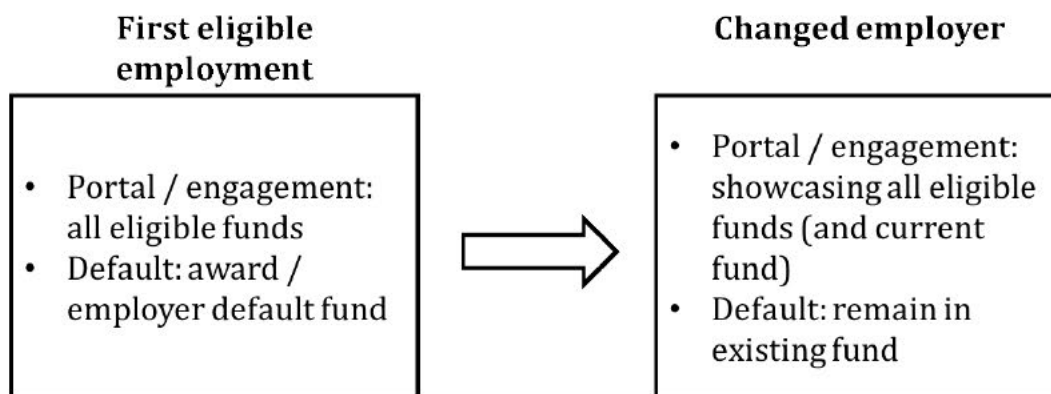 First eligible
employment
• Portal / engagement:
all eligible funds
• Default: award /
employer default fund
Changed employer
• Portal / engagement:
showcasing all eligible
funds (and current
fund)
• Default: remain in
existing fund